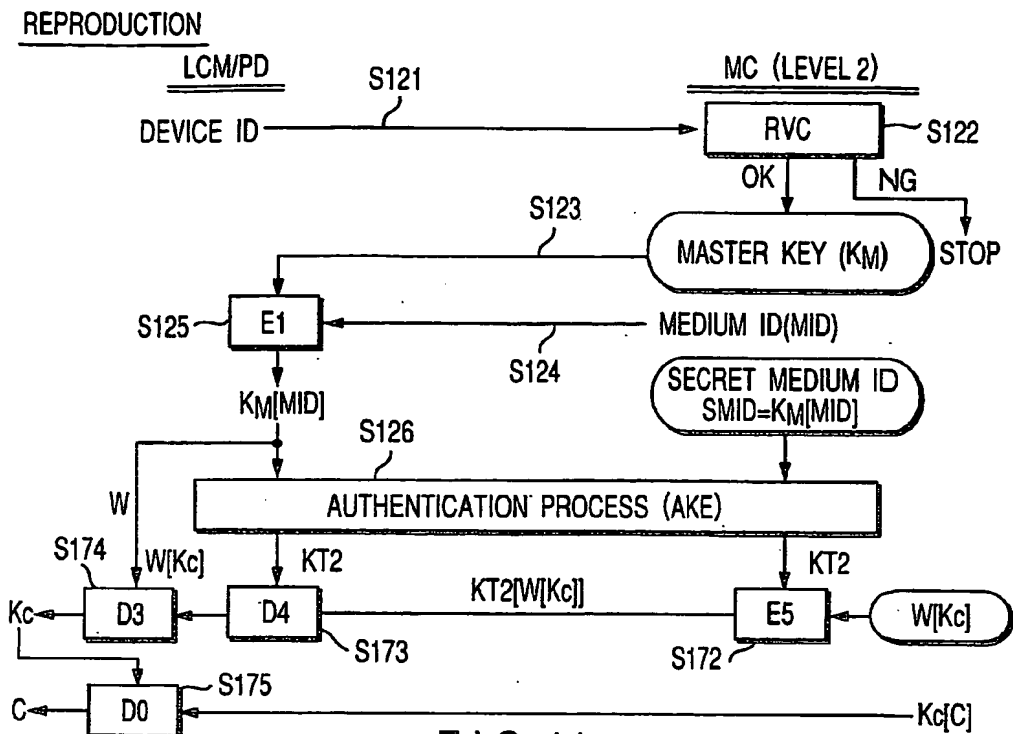 REPRODUCTION
LCM/PD
MC (LEVEL 2)
S121
DEVICE ID
RVC
S122
OK
NG
S123
MASTER KEY (KM)
STOP
S125
E1
MEDIUM ID(MID)
S124
SECRET MEDIUM ID
SMID=KM[MID]
KM[MID]
S126
AUTHENTICATION PROCESS (AKE)
W
S174
W[Kc]
KT2
KT2
KT2[W[Kc]]
Kc
D3
D4
E5
W[Kc]
S173
S172
S175
C
D0
Kc[C]